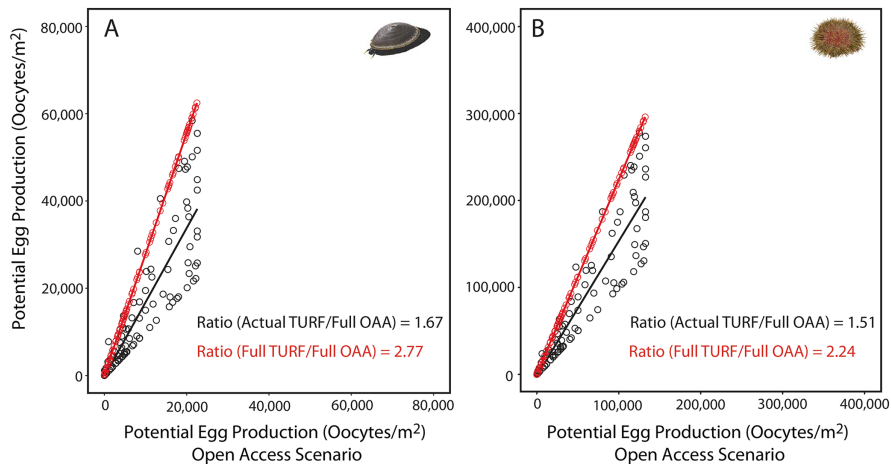 A
B
Potential Egg Production (Oocytes/m²)
80,000
60,000
40,000
20,000
0
Ratio (Actual TURF/Full OAA) = 1.67
Ratio (Full TURF/Full OAA) = 2.77
0
20,000
40,000
60,000
80,000
Potential Egg Production (Oocytes/m²)
Open Access Scenario
400,000
300,000
200,000
100,000
0
Ratio (Actual TURF/Full OAA) = 1.51
Ratio (Full TURF/Full OAA) = 2.24
0
100,000
200,000
300,000
400,000
Potential Egg Production (Oocytes/m²)
Open Access Scenario